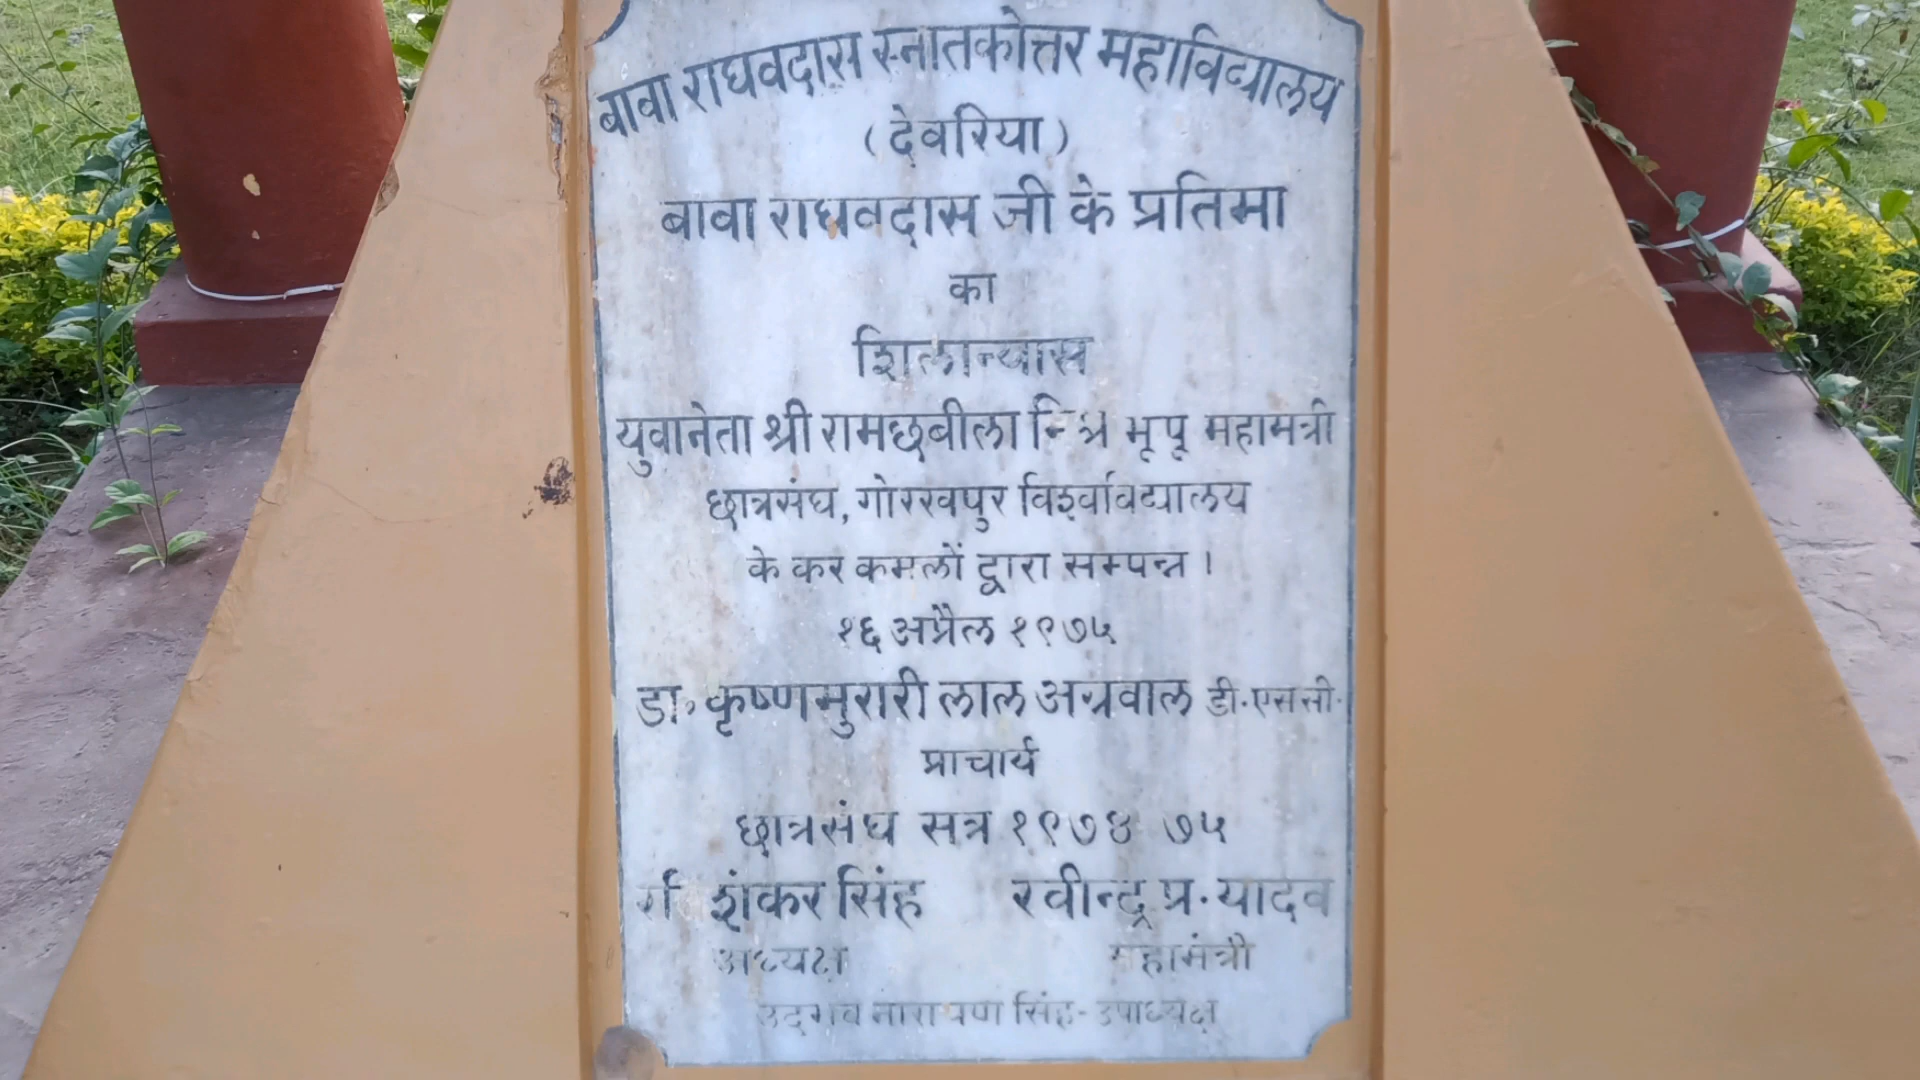 बाबा राघवदास स्नातकोत्तर महाविद्यालय
(देवरिया)
बाबा राघवदास जी के प्रतिमा
का
शिलान्यास
युवानेता श्री रामछबीला भू पू महामंत्री
छात्रसंघ, गोरखपुर विश्वविद्यालय
के कर कमलों द्वारा सम्पन्न।
१६ अप्रैल १९७५
डा॰ कृष्णमुरारी लाल अग्रवाल डी·एससी·
प्राचार्य
छात्रसंघ सत्र १९७४ ७५
शंकर सिंह रवीन्द्र प्र·यादव
अध्यक्ष महामंत्री
नारायण सिंह-उपाध्यक्ष